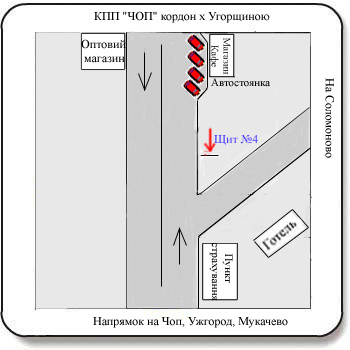 КПП "ЧОП" кордон х Угорщиною
Оптовий
магазин
Магазин
Кафе
Автостоянка
На Соломоново
Щит №4
Готель
Пункт
страхування
Напрямок на Чоп, Ужгород, Мукачево